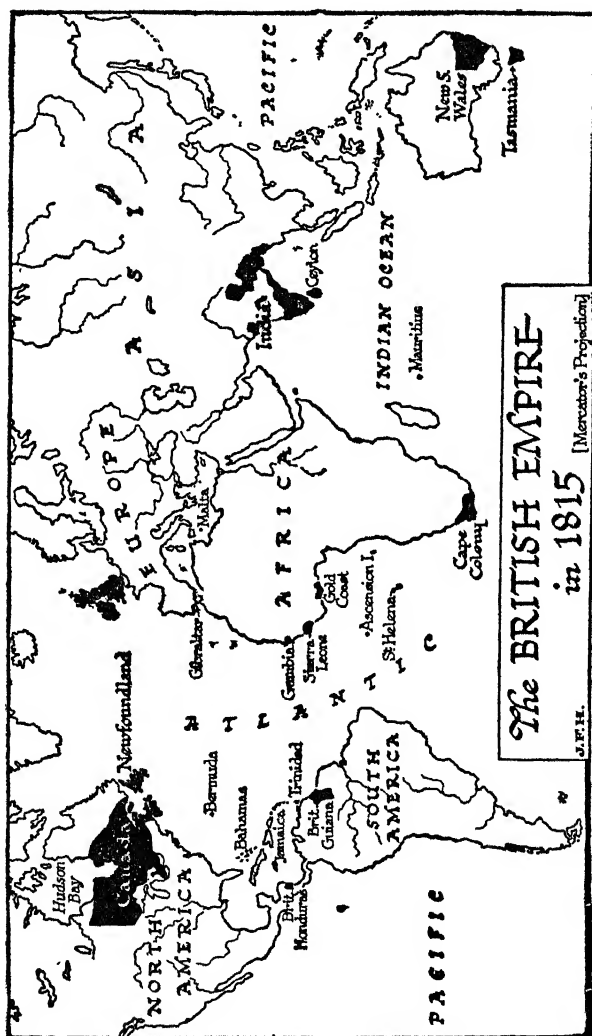 The BRITISH EMPIRE
in 1815
[Mercator's Projection]
J.F.H.
Hudson
Bay
Canada
Newfoundland
NORTH
AMERICA
Bermuda
Bahamas
Jamaica
Trinidad
Brit.
Honduras
Brit.
Guiana
SOUTH
AMERICA
PACIFIC
EUROPE
Gibraltar
Malta
AFRICA
Gambia
Sierra
Leone
Gold
Coast
Ascension I.
St Helena
Cape
Colony
ASIA
India
Ceylon
INDIAN OCEAN
Mauritius
PACIFIC
New S.
Wales
Tasmania